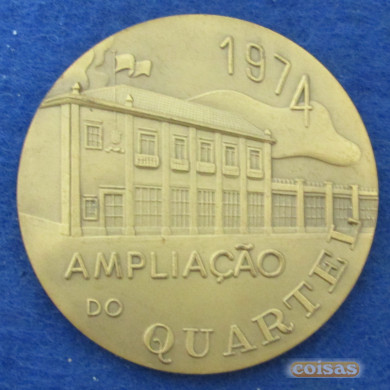 1974
AMPLIAÇÃO
DO
QUARTEL
coisas